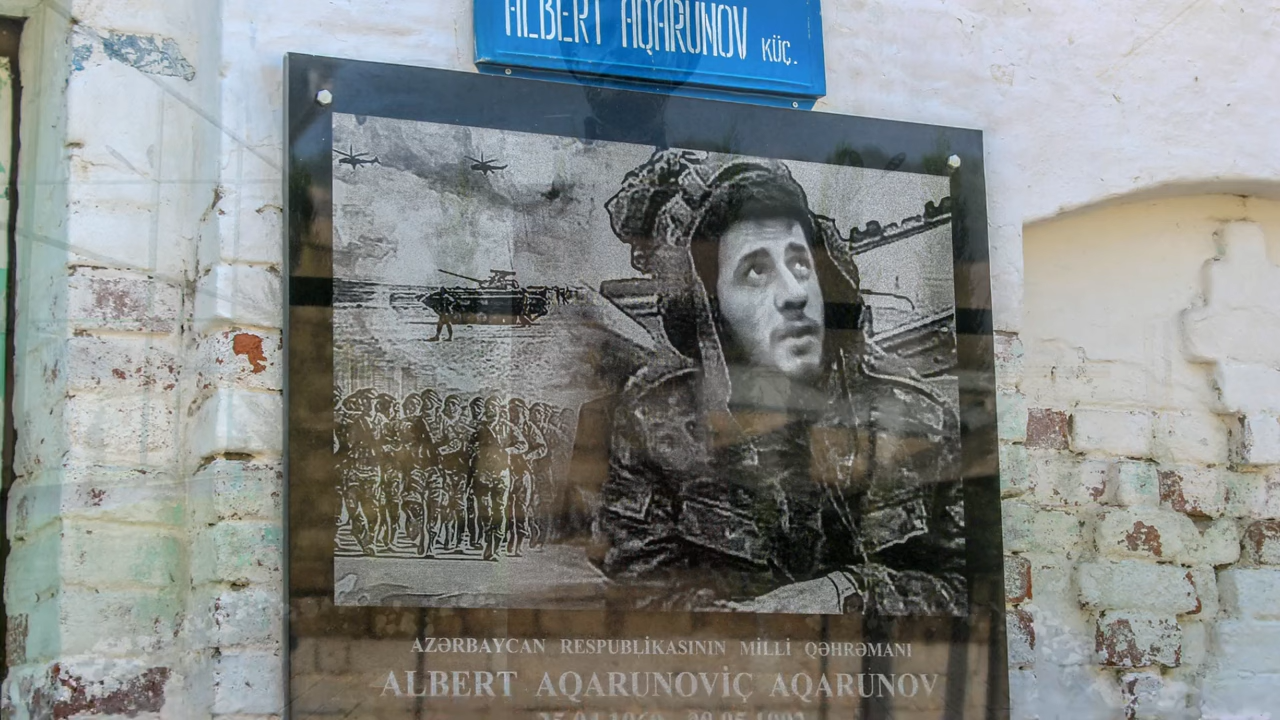 ALBERT AQARUNOV KÜÇ.
AZƏRBAYCAN RESPUBLİKASININ MİLLİ QƏHRƏMANI
ALBERT AQARUNOVİÇ AQARUNOV